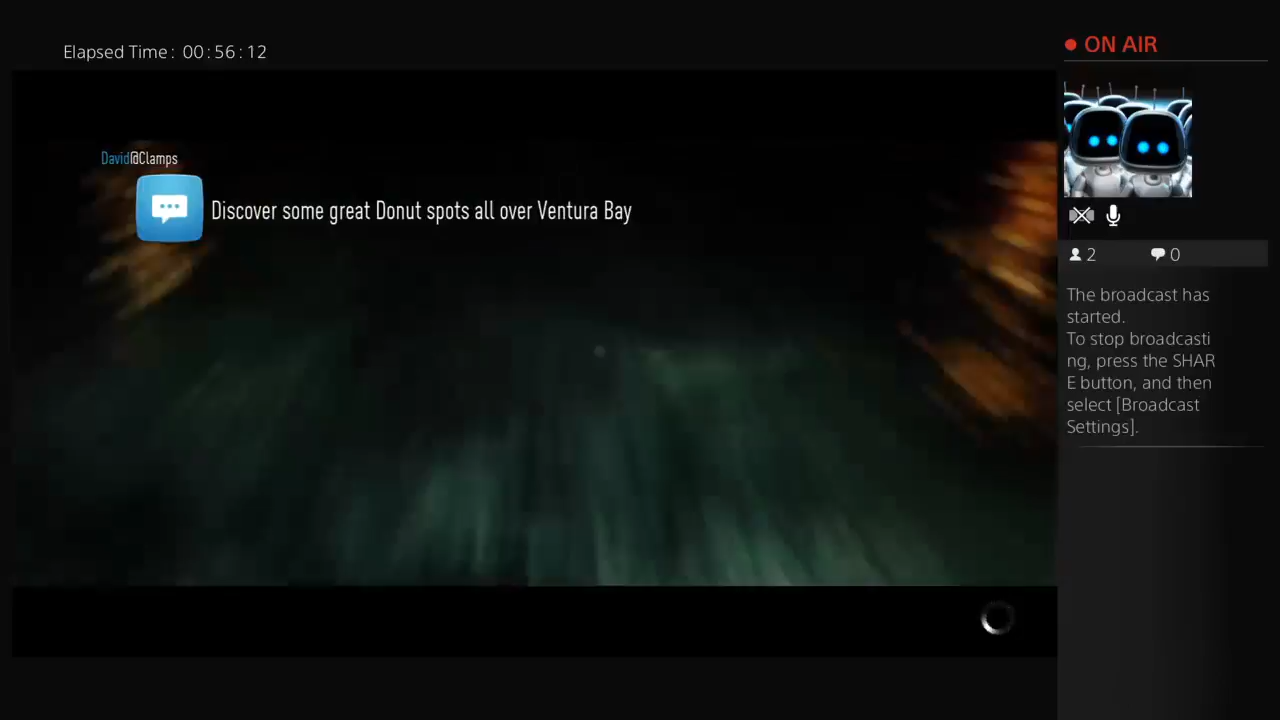 Elapsed Time: 00:56:12
ON AIR
David@Clamps
Discover some great Donut spots all over Ventura Bay
2
0
The broadcast has
started.
To stop broadcasti
ng, press the SHAR
E button, and then
select [Broadcast
Settings].